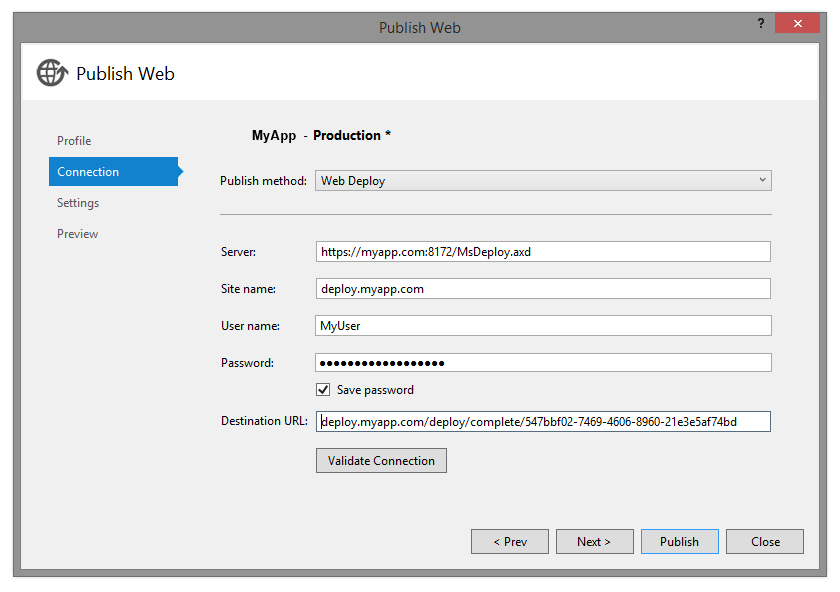 Publish Web
?
Publish Web
Profile
Connection
Settings
Preview
MyApp - Production *
Publish method: Web Deploy
Server: https://myapp.com:8172/MsDeploy.axd
Site name: deploy.myapp.com
User name: MyUser
Password: ●●●●●●●●●●●●●●●●●●
Save password
Destination URL: deploy.myapp.com/deploy/complete/547bbf02-7469-4606-8960-21e3e5af74bd
Validate Connection
< Prev Next > Publish Close